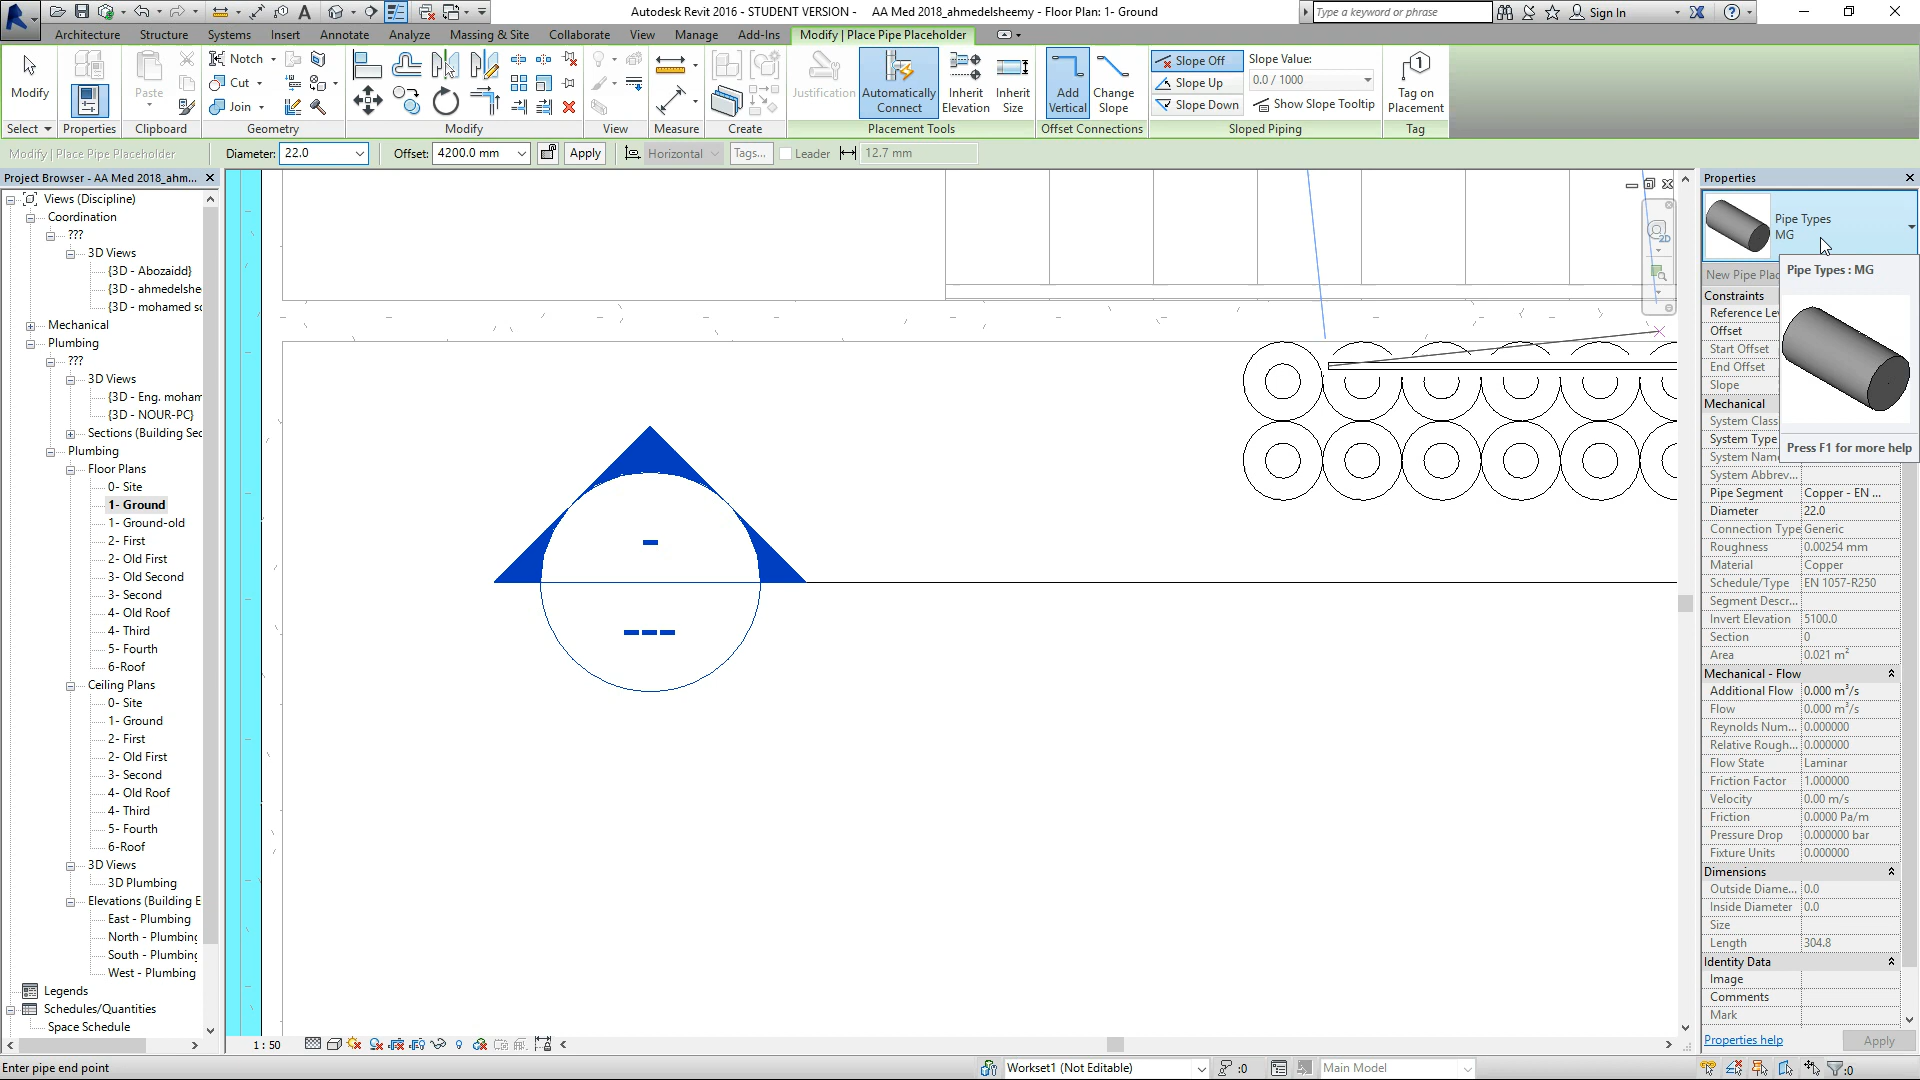 Autodesk Revit 2016 - STUDENT VERSION - AA Med 2018_ahmedelsheemy - Floor Plan: 1- Ground
Type a keyword or phrase
Sign In
Architecture Structure Systems Insert Annotate Analyze Massing & Site Collaborate View Manage Add-Ins Modify | Place Pipe Placeholder
Modify
Paste
Notch
Cut
Join
Justification
Automatically Connect
Inherit Elevation
Inherit Size
Add Vertical
Change Slope
Slope Off
Slope Up
Slope Down
Slope Value:
0.0 / 1000
Show Slope Tooltip
Tag on Placement
Select Properties Clipboard Geometry Modify View Measure Create Placement Tools Offset Connections Sloped Piping Tag
Modify | Place Pipe Placeholder Diameter: 22.0 Offset: 4200.0 mm Apply Horizontal Tags... Leader 12.7 mm
Project Browser - AA Med 2018_ahm...
Views (Discipline)
Coordination
???
3D Views
{3D - Abozaidd}
{3D - ahmedelshe
{3D - mohamed sc
Mechanical
Plumbing
???
3D Views
{3D - Eng. moham
{3D - NOUR-PC}
Sections (Building Sec
Plumbing
Floor Plans
0- Site
1- Ground
1- Ground-old
2- First
2- Old First
3- Old Second
3- Second
4- Old Roof
4- Third
5- Fourth
6-Roof
Ceiling Plans
0- Site
1- Ground
2- First
2- Old First
3- Second
4- Old Roof
4- Third
5- Fourth
6-Roof
3D Views
3D Plumbing
Elevations (Building E
East - Plumbing
North - Plumbing
South - Plumbing
West - Plumbing
Legends
Schedules/Quantities
Space Schedule
2D
1 : 50
Properties
Pipe Types
MG
New Pipe Plac
Pipe Types : MG
Press F1 for more help
Constraints
Reference Lev
Offset
Start Offset
End Offset
Slope
Mechanical
System Class
System Type
System Name
System Abbrev...
Pipe Segment Copper - EN ...
Diameter 22.0
Connection Type Generic
Roughness 0.00254 mm
Material Copper
Schedule/Type EN 1057-R250
Segment Descr...
Invert Elevation 5100.0
Section 0
Area 0.021 m²
Mechanical - Flow
Additional Flow 0.000 m³/s
Flow 0.000 m³/s
Reynolds Num... 0.000000
Relative Rough... 0.000000
Flow State Laminar
Friction Factor 1.000000
Velocity 0.00 m/s
Friction 0.0000 Pa/m
Pressure Drop 0.000000 bar
Fixture Units 0.000000
Dimensions
Outside Diame... 0.0
Inside Diameter 0.0
Size
Length 304.8
Identity Data
Image
Comments
Mark
Properties help Apply
Enter pipe end point Workset1 (Not Editable) :0 Main Model :0